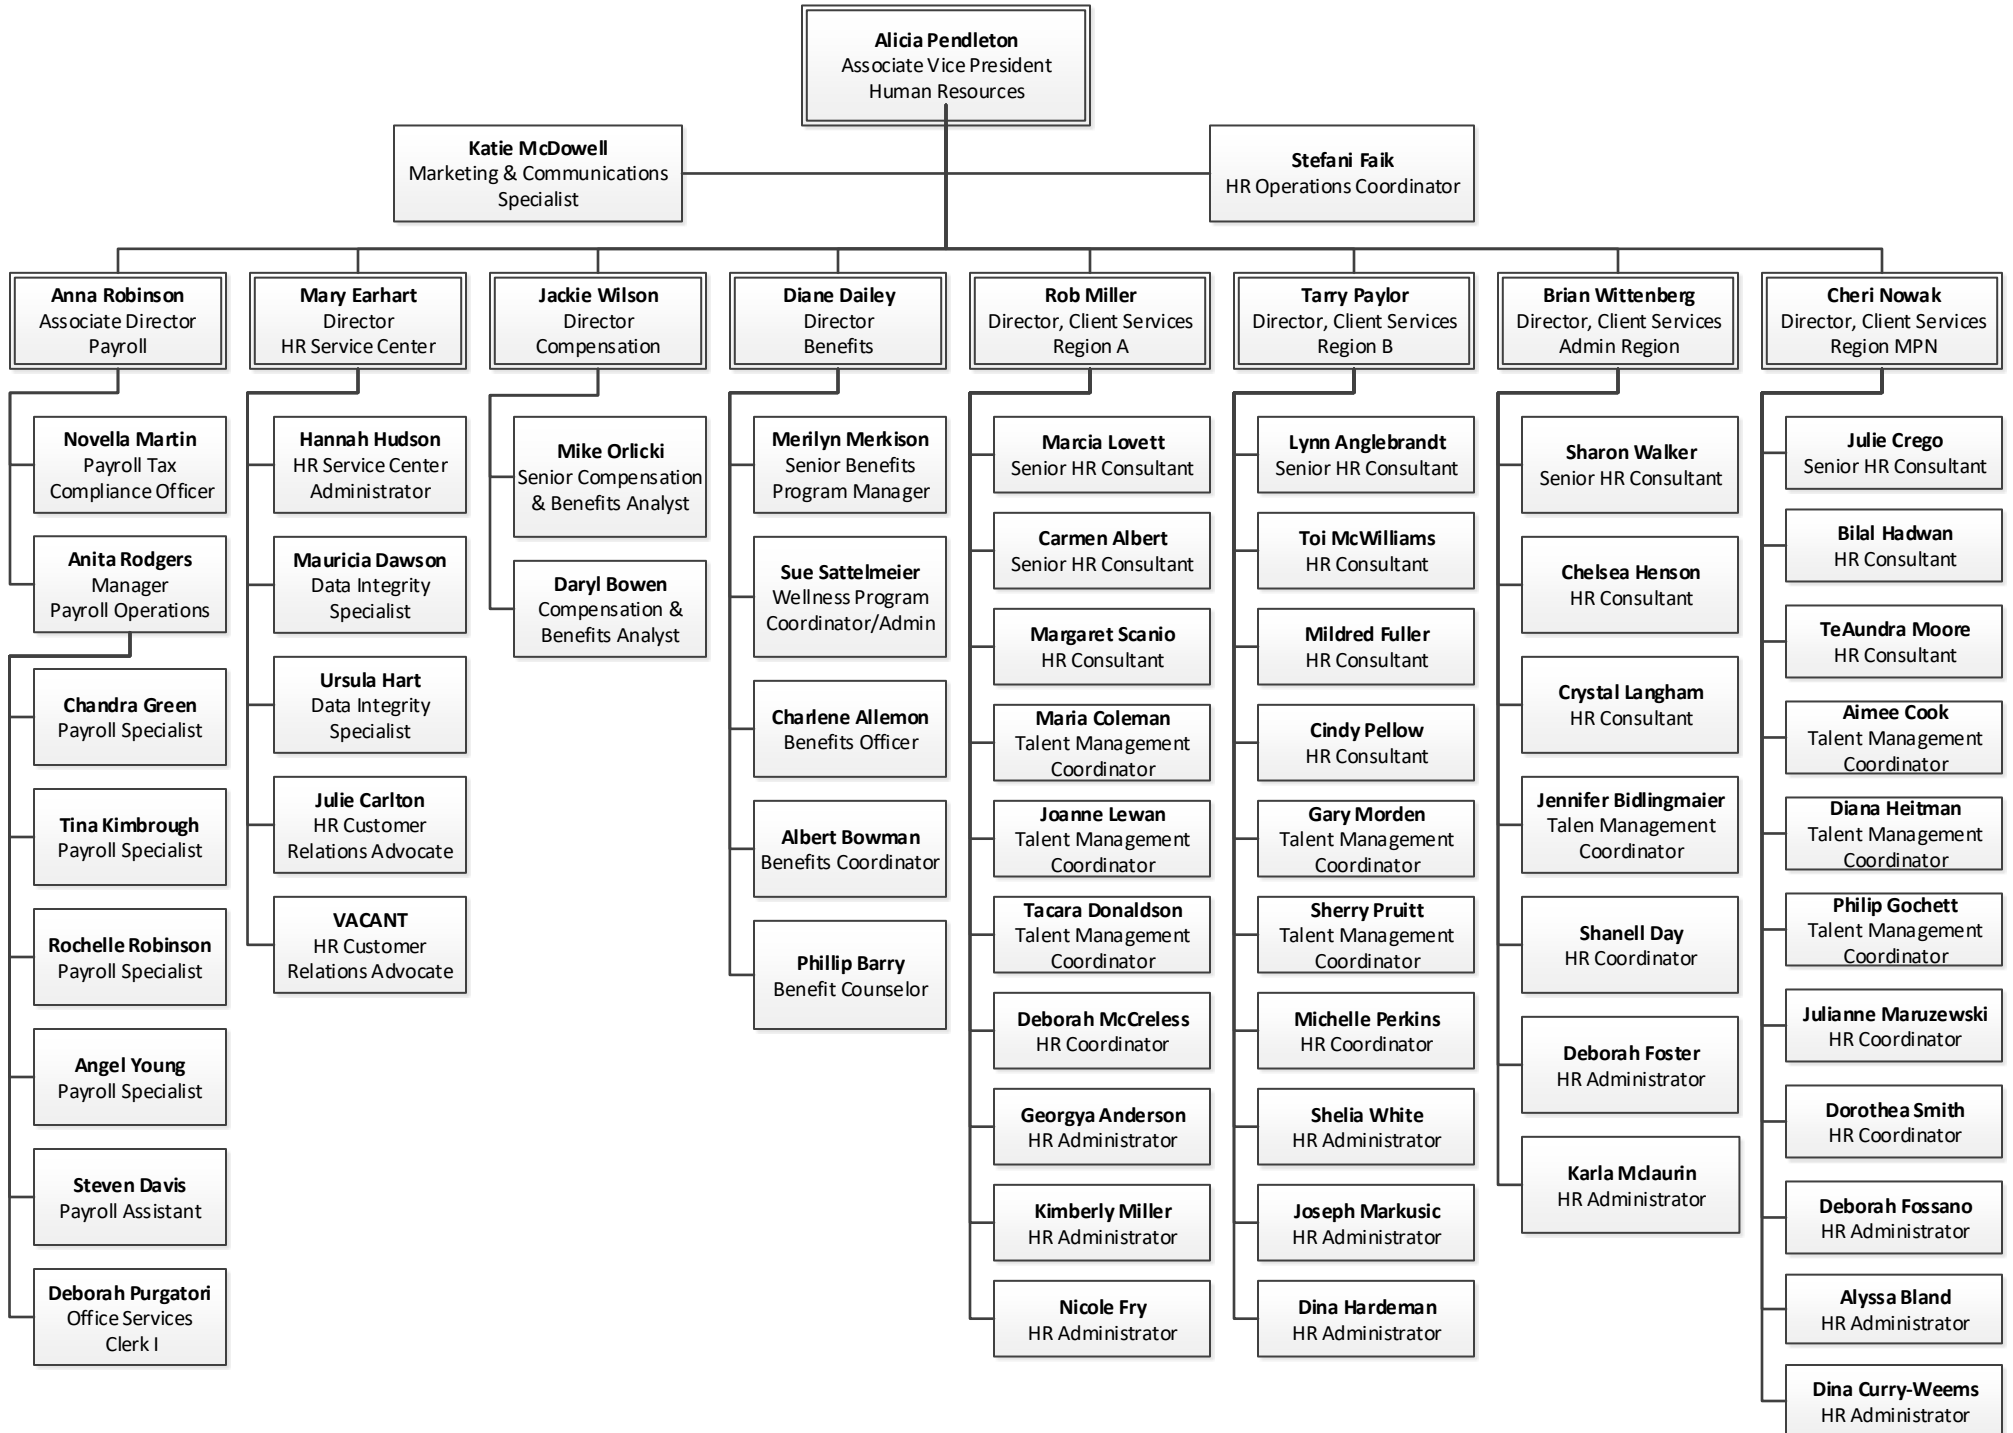 Alicia Pendleton
Associate Vice President
Human Resources
Katie McDowell
Marketing & Communications
Specialist
Stefani Faik
HR Operations Coordinator
Anna Robinson
Associate Director
Payroll
Mary Earhart
Director
HR Service Center
Jackie Wilson
Director
Compensation
Diane Dailey
Director
Benefits
Rob Miller
Director, Client Services
Region A
Tarry Paylor
Director, Client Services
Region B
Brian Wittenberg
Director, Client Services
Admin Region
Cheri Nowak
Director, Client Services
Region MPN
Novella Martin
Payroll Tax
Compliance Officer
Anita Rodgers
Manager
Payroll Operations
Chandra Green
Payroll Specialist
Tina Kimbrough
Payroll Specialist
Rochelle Robinson
Payroll Specialist
Angel Young
Payroll Specialist
Steven Davis
Payroll Assistant
Deborah Purgatori
Office Services
Clerk I
Hannah Hudson
HR Service Center
Administrator
Mauricia Dawson
Data Integrity
Specialist
Ursula Hart
Data Integrity
Specialist
Julie Carlton
HR Customer
Relations Advocate
VACANT
HR Customer
Relations Advocate
Mike Orlicki
Senior Compensation
& Benefits Analyst
Daryl Bowen
Compensation &
Benefits Analyst
Merilyn Merkison
Senior Benefits
Program Manager
Sue Sattelmeier
Wellness Program
Coordinator/Admin
Charlene Allemon
Benefits Officer
Albert Bowman
Benefits Coordinator
Phillip Barry
Benefit Counselor
Marcia Lovett
Senior HR Consultant
Carmen Albert
Senior HR Consultant
Margaret Scanio
HR Consultant
Maria Coleman
Talent Management
Coordinator
Joanne Lewan
Talent Management
Coordinator
Tacara Donaldson
Talent Management
Coordinator
Deborah McCreless
HR Coordinator
Georgya Anderson
HR Administrator
Kimberly Miller
HR Administrator
Nicole Fry
HR Administrator
Lynn Anglebrandt
Senior HR Consultant
Toi McWilliams
HR Consultant
Mildred Fuller
HR Consultant
Cindy Pellow
HR Consultant
Gary Morden
Talent Management
Coordinator
Sherry Pruitt
Talent Management
Coordinator
Michelle Perkins
HR Coordinator
Shelia White
HR Administrator
Joseph Markusic
HR Administrator
Dina Hardeman
HR Administrator
Sharon Walker
Senior HR Consultant
Chelsea Henson
HR Consultant
Crystal Langham
HR Consultant
Jennifer Bidlingmaier
Talen Management
Coordinator
Shanell Day
HR Coordinator
Deborah Foster
HR Administrator
Karla Mclaurin
HR Administrator
Julie Crego
Senior HR Consultant
Bilal Hadwan
HR Consultant
TeAundra Moore
HR Consultant
Aimee Cook
Talent Management
Coordinator
Diana Heitman
Talent Management
Coordinator
Philip Gochett
Talent Management
Coordinator
Julianne Maruzewski
HR Coordinator
Dorothea Smith
HR Coordinator
Deborah Fossano
HR Administrator
Alyssa Bland
HR Administrator
Dina Curry-Weems
HR Administrator